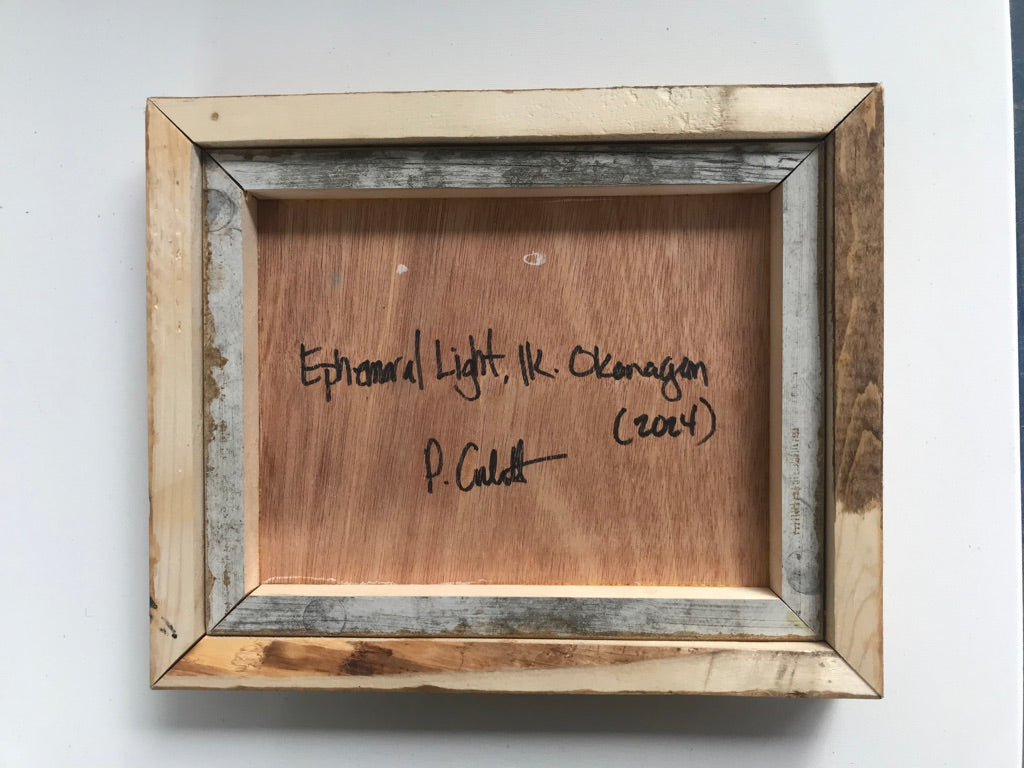 Ephemeral Light, lk. Okanagan
(2024)
P.